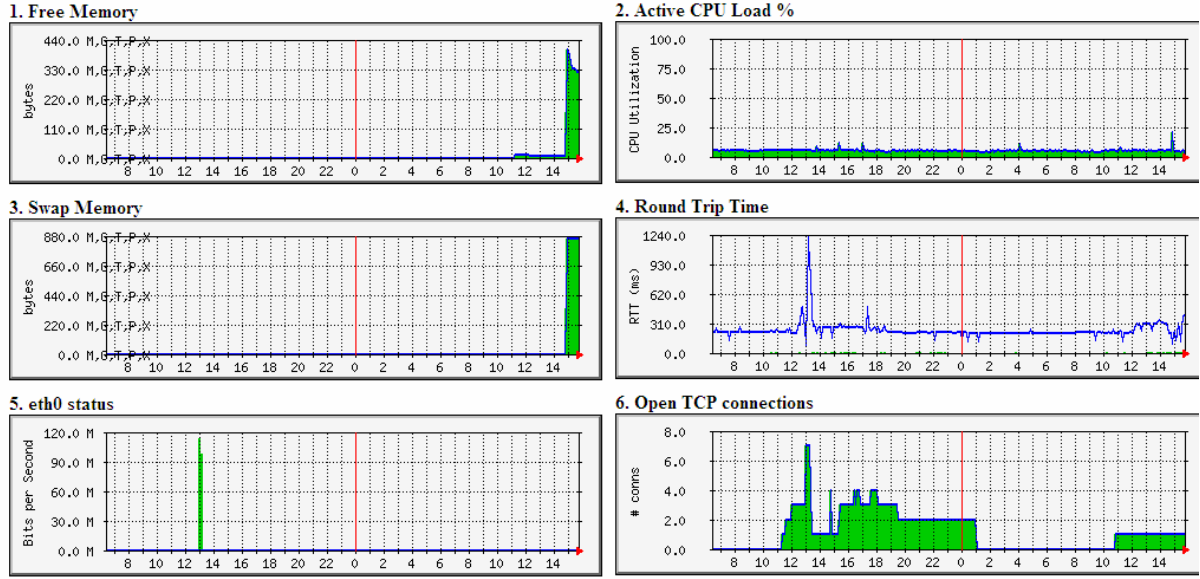 1. Free Memory
bytes
440.0 M,G,T,P,X
330.0 M,G,T,P,X
220.0 M,G,T,P,X
110.0 M,G,T,P,X
0.0 M,G,T,P,X
8 10 12 14 16 18 20 22 0 2 4 6 8 10 12 14
2. Active CPU Load %
CPU Utilization
100.0
75.0
50.0
25.0
0.0
8 10 12 14 16 18 20 22 0 2 4 6 8 10 12 14
3. Swap Memory
bytes
880.0 M,G,T,P,X
660.0 M,G,T,P,X
440.0 M,G,T,P,X
220.0 M,G,T,P,X
0.0 M,G,T,P,X
8 10 12 14 16 18 20 22 0 2 4 6 8 10 12 14
4. Round Trip Time
RTT (ms)
1240.0
930.0
620.0
310.0
0.0
10 12 14 16 18 20 22 0 2 4 6 8 10 12 14
5. eth0 status
Bits per Second
120.0 M
90.0 M
60.0 M
30.0 M
0.0 M
8 10 12 14 16 18 20 22 0 2 4 6 8 10 12 14
6. Open TCP connections
# conns
8.0
6.0
4.0
2.0
0.0
10 12 14 16 18 20 22 0 2 4 6 8 10 12 14